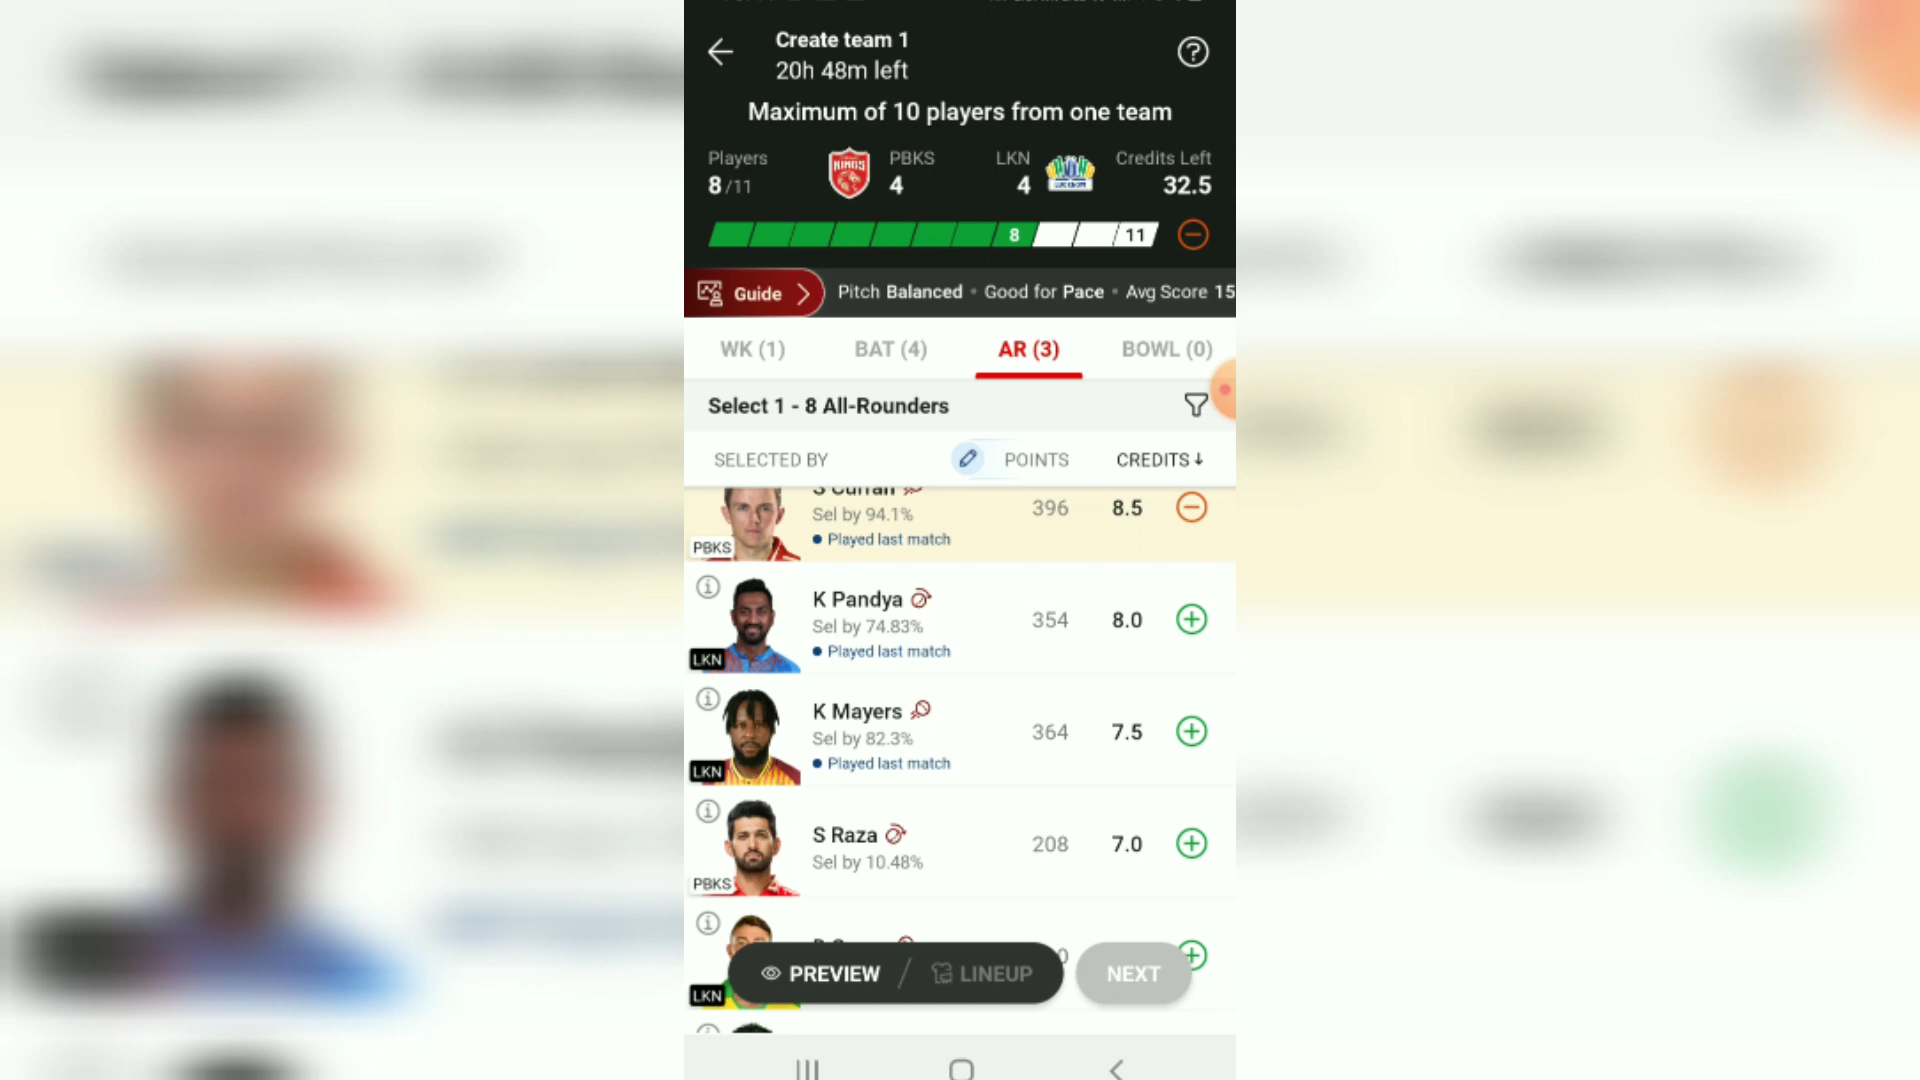 Create team 1
20h 48m left
Maximum of 10 players from one team
Players
8/11
KINGS
PBKS
4
LKN
4
Credits Left
32.5
8
11
Guide
Pitch Balanced • Good for Pace • Avg Score 15
WK (1)
BAT (4)
AR (3)
BOWL (0)
Select 1 - 8 All-Rounders
SELECTED BY
POINTS
CREDITS↓
S Curran
Sel by 94.1%
396
8.5
Played last match
PBKS
K Pandya
Sel by 74.83%
354
8.0
Played last match
LKN
K Mayers
Sel by 82.3%
364
7.5
Played last match
LKN
S Raza
Sel by 10.48%
208
7.0
PBKS
PREVIEW / LINEUP
NEXT
LKN